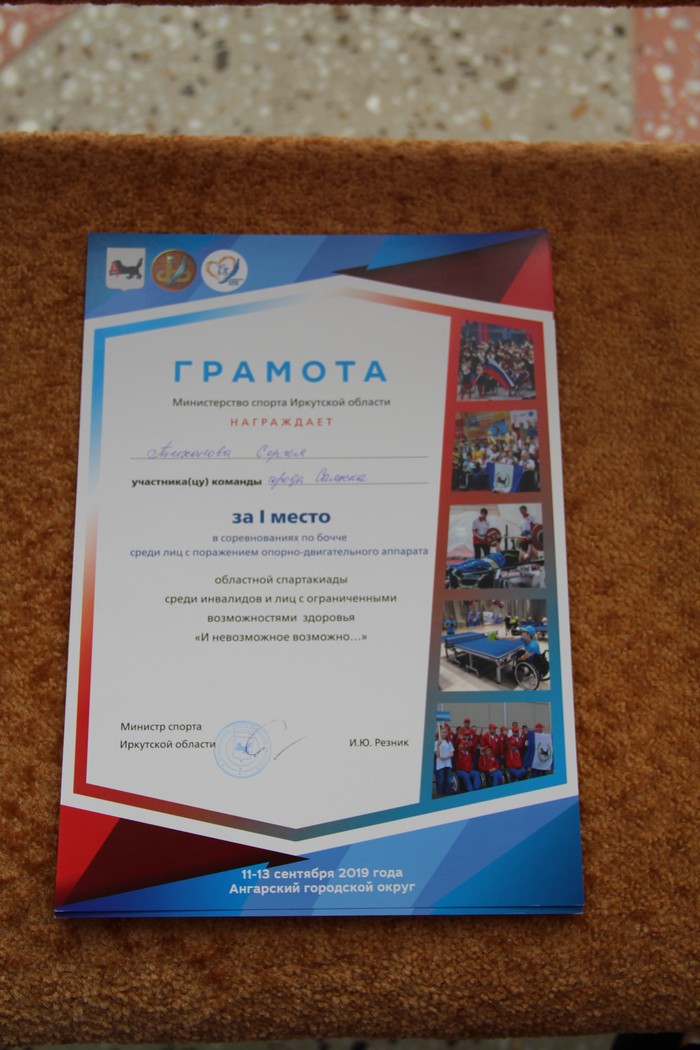 ГРАМОТА
Министерство спорта Иркутской области
НАГРАЖДАЕТ
Сергея
участника(цу) команды города
за I место
в соревнованиях по бочче
среди лиц с поражением опорно-двигательного аппарата
областной спартакиады
среди инвалидов и лиц с ограниченными
возможностями здоровья
«И невозможное возможно...»
Министр спорта
Иркутской области
И.Ю. Резник
11-13 сентября 2019 года
Ангарский городской округ